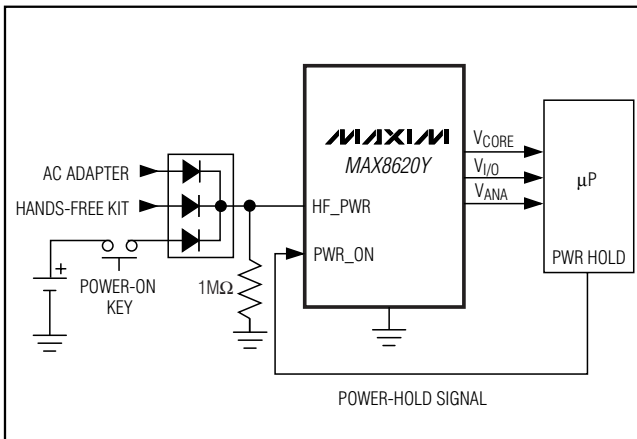 MAXIM
MAX8620Y
AC ADAPTER
HANDS-FREE KIT
+
POWER-ON
KEY
1MΩ
HF_PWR
PWR_ON
VCORE
VI/O
VANA
µP
PWR HOLD
POWER-HOLD SIGNAL